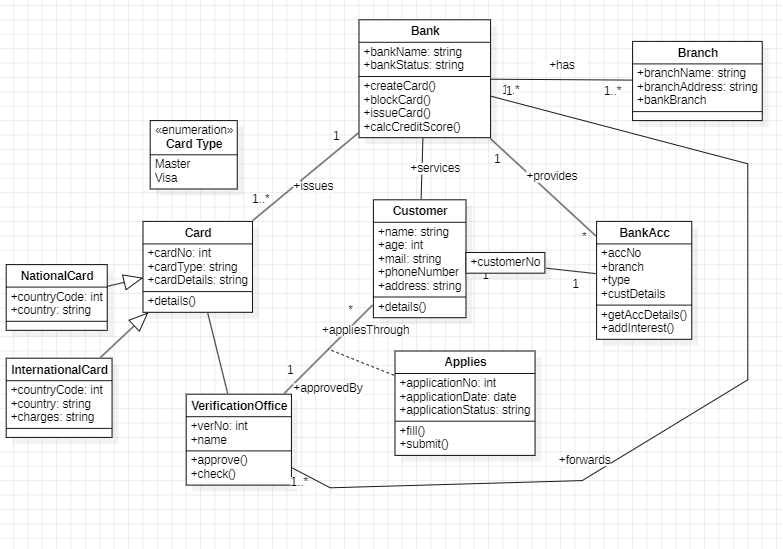 Bank
+bankName: string
+bankStatus: string
+createCard()
+blockCard()
+issueCard()
+calcCreditScore()
+has
1..*
1..*
Branch
+branchName: string
+branchAddress: string
+bankBranch
«enumeration»
Card Type
Master
Visa
1
1..*
+issues
+services
1
+provides
*
Card
+cardNo: int
+cardType: string
+cardDetails: string
+details()
Customer
+name: string
+age: int
+mail: string
+phoneNumber
+address: string
+details()
+customerNo
1
1
BankAcc
+accNo
+branch
+type
+custDetails
+getAccDetails()
+addInterest()
NationalCard
+countryCode: int
+country: string
*
+appliesThrough
1
+approvedBy
InternationalCard
+countryCode: int
+country: string
+charges: string
Applies
+applicationNo: int
+applicationDate: date
+applicationStatus: string
+fill()
+submit()
VerificationOffice
+verNo: int
+name
+approve()
+check()
1..*
+forwards